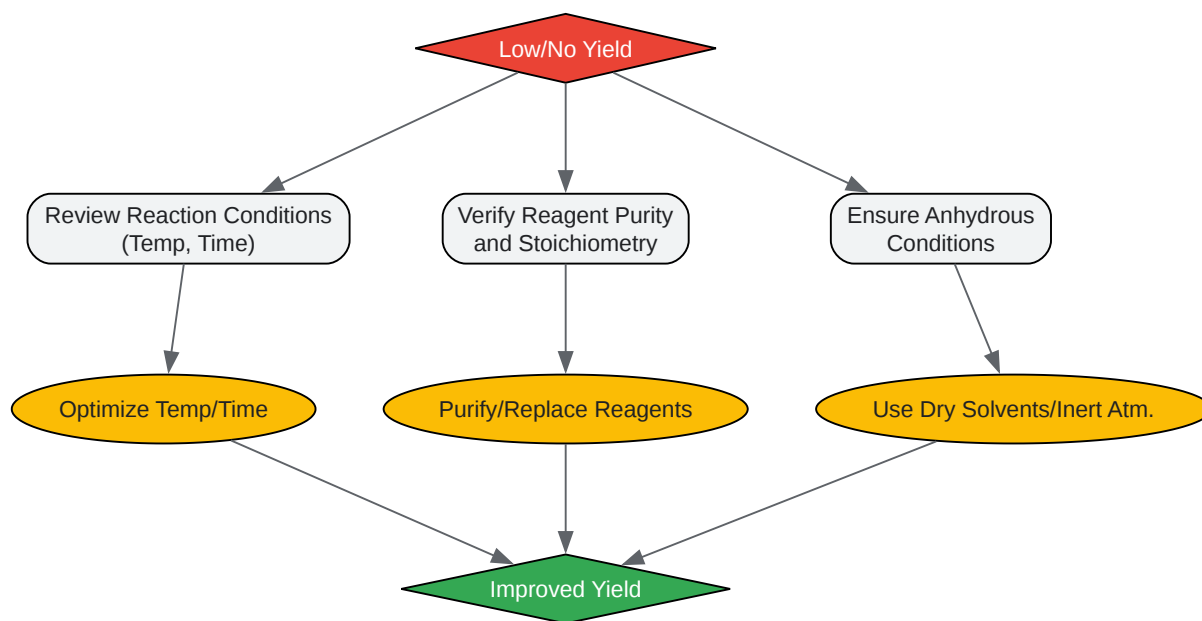 Low/No Yield
Review Reaction Conditions
(Temp, Time)
Verify Reagent Purity
and Stoichiometry
Ensure Anhydrous
Conditions
Optimize Temp/Time
Purify/Replace Reagents
Use Dry Solvents/Inert Atm.
Improved Yield